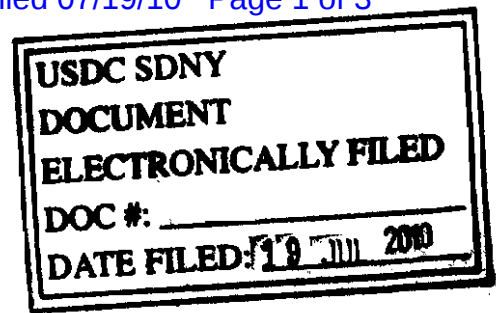 iled 07/19/10 Page 1 of 3
USDC SDNY
DOCUMENT
ELECTRONICALLY FILED
DOC #:
DATE FILED: 19 JUL 2010